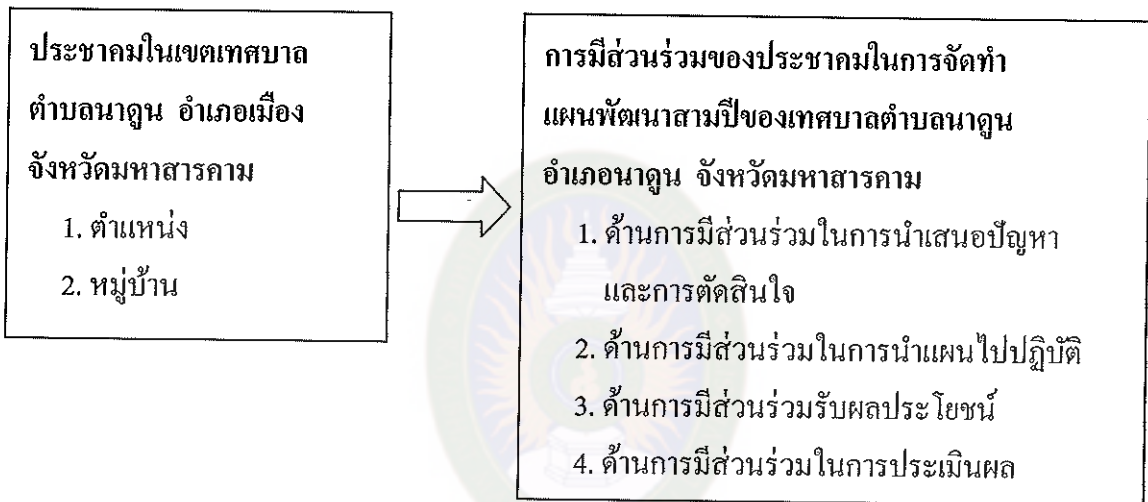 ประชาคมในเขตเทศบาล
ตำบลนาดูน อำเภอเมือง
จังหวัดมหาสารคาม
1. ตำแหน่ง
2. หมู่บ้าน
การมีส่วนร่วมของประชาคมในการจัดทำ
แผนพัฒนาสามปีของเทศบาลตำบลนาดูน
อำเภอนาดูน จังหวัดมหาสารคาม
1. ด้านการมีส่วนร่วมในการนำเสนอปัญหา
และการตัดสินใจ
2. ด้านการมีส่วนร่วมในการนำแผนไปปฏิบัติ
3. ด้านการมีส่วนร่วมรับผลประโยชน์
4. ด้านการมีส่วนร่วมในการประเมินผล